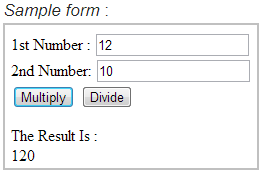 Sample form :
1st Number : 12
2nd Number: 10
Multiply Divide
The Result Is :
120